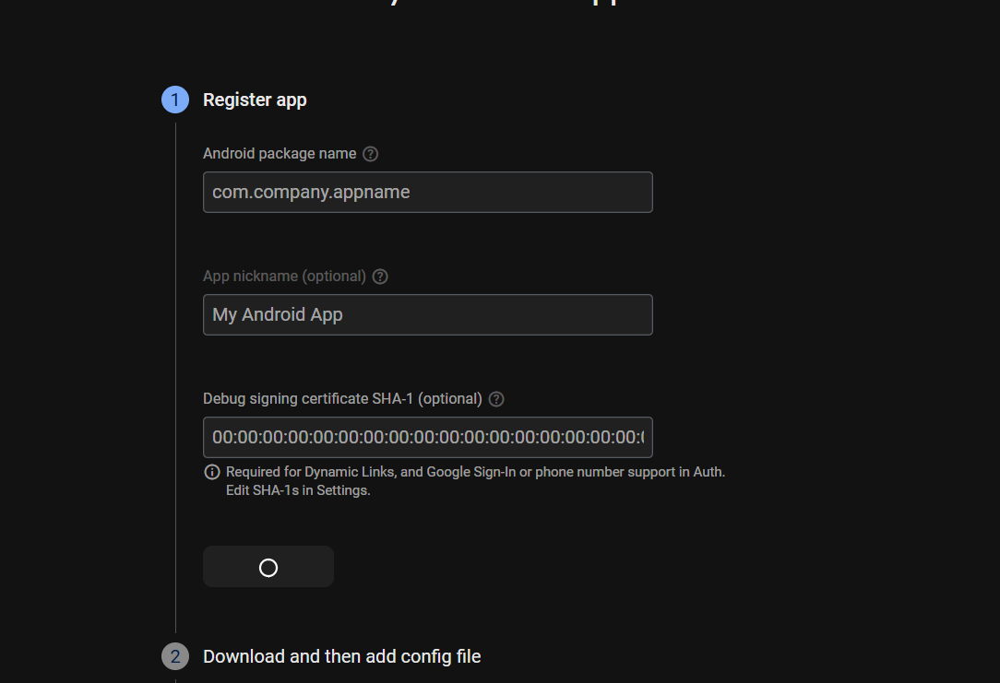 1 Register app
Android package name
com.company.appname
App nickname (optional)
My Android App
Debug signing certificate SHA-1 (optional)
00:00:00:00:00:00:00:00:00:00:00:00:00:00:00:00:00:
Required for Dynamic Links, and Google Sign-In or phone number support in Auth.
Edit SHA-1s in Settings.
2 Download and then add config file